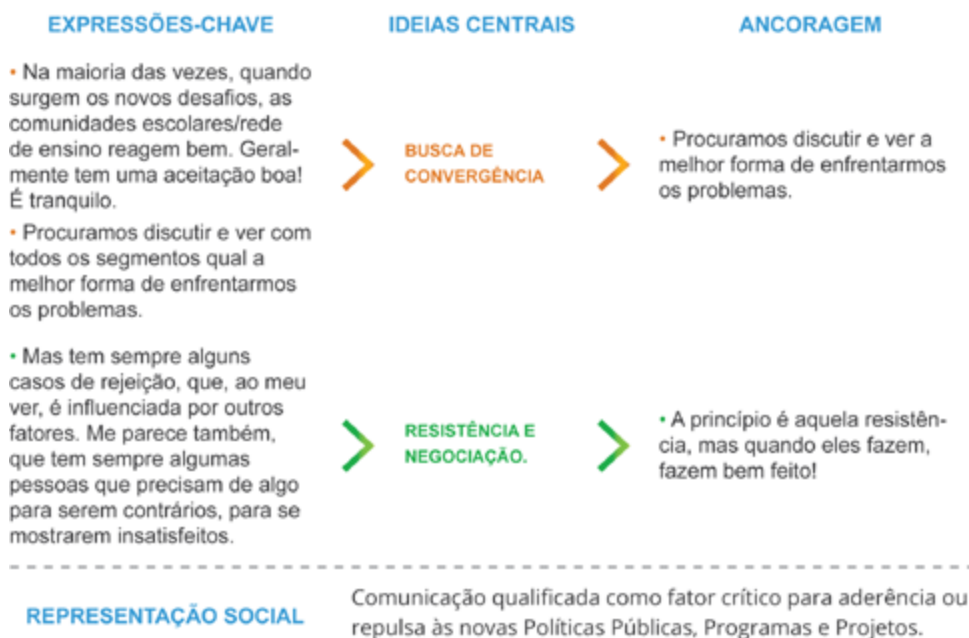 EXPRESSÕES-CHAVE
IDEIAS CENTRAIS
ANCORAGEM
• Na maioria das vezes, quando
surgem os novos desafios, as
comunidades escolares/rede
de ensino reagem bem. Geral-
mente tem uma aceitação boa!
É tranquilo.
• Procuramos discutir e ver com
todos os segmentos qual a
melhor forma de enfrentarmos
os problemas.
BUSCA DE
CONVERGÊNCIA
• Procuramos discutir e ver a
melhor forma de enfrentarmos
os problemas.
• Mas tem sempre alguns
casos de rejeição, que, ao meu
ver, é influenciada por outros
fatores. Me parece também,
que tem sempre algumas
pessoas que precisam de algo
para serem contrários, para se
mostrarem insatisfeitos.
RESISTÊNCIA E
NEGOCIAÇÃO.
• A princípio é aquela resistên-
cia, mas quando eles fazem,
fazem bem feito!
REPRESENTAÇÃO SOCIAL
Comunicação qualificada como fator crítico para aderência ou
repulsa às novas Políticas Públicas, Programas e Projetos.